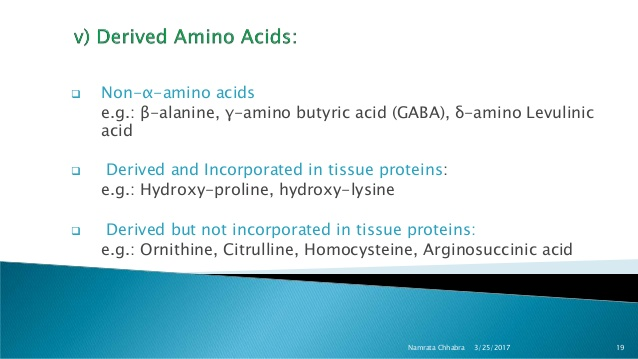 v) Derived Amino Acids:
❑ Non-α-amino acids
e.g.: β-alanine, γ-amino butyric acid (GABA), δ-amino Levulinic
acid
❑ Derived and Incorporated in tissue proteins:
e.g.: Hydroxy-proline, hydroxy-lysine
❑ Derived but not incorporated in tissue proteins:
e.g.: Ornithine, Citrulline, Homocysteine, Arginosuccinic acid
Namrata Chhabra 3/25/2017 19